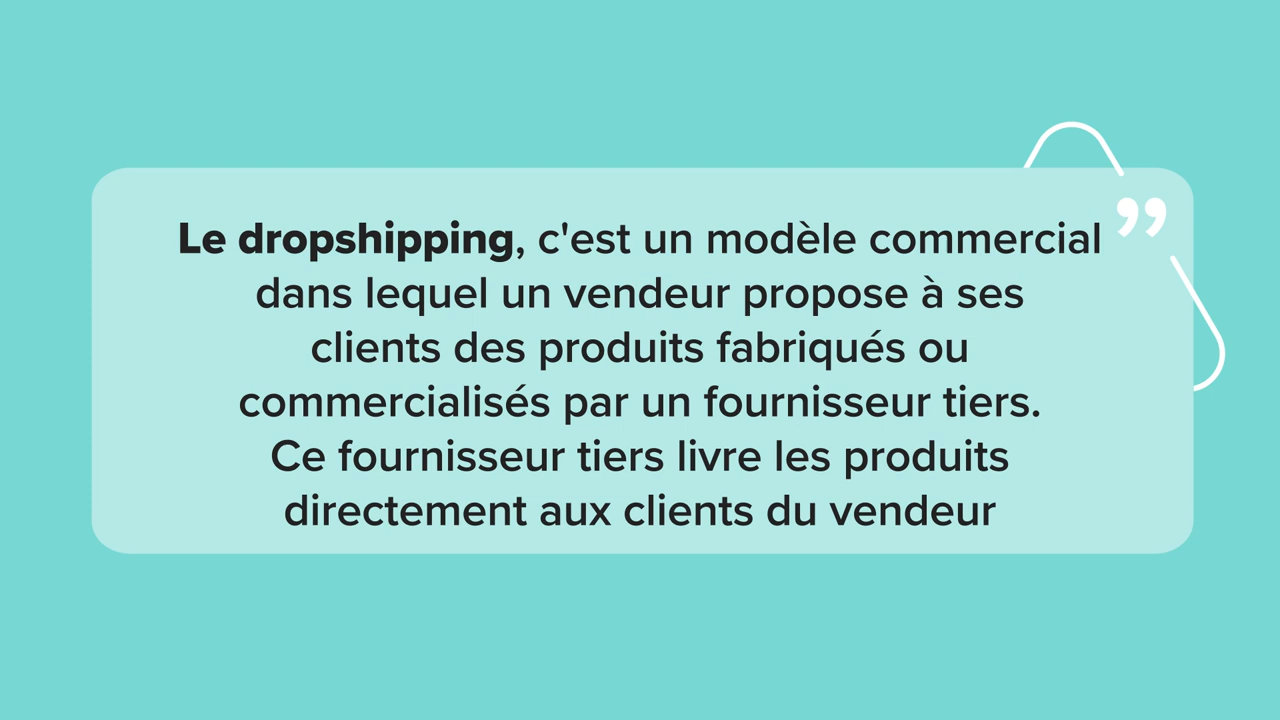 Le dropshipping, c'est un modèle commercial
dans lequel un vendeur propose à ses
clients des produits fabriqués ou
commercialisés par un fournisseur tiers.
Ce fournisseur tiers livre les produits
directement aux clients du vendeur